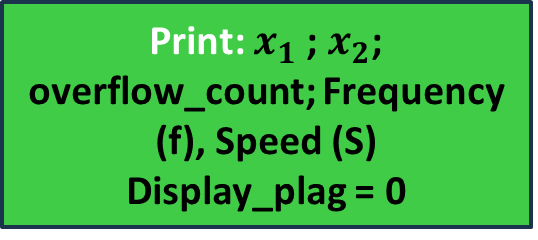 Print: x₁ ; x₂;
overflow_count; Frequency
(f), Speed (S)
Display_plag = 0